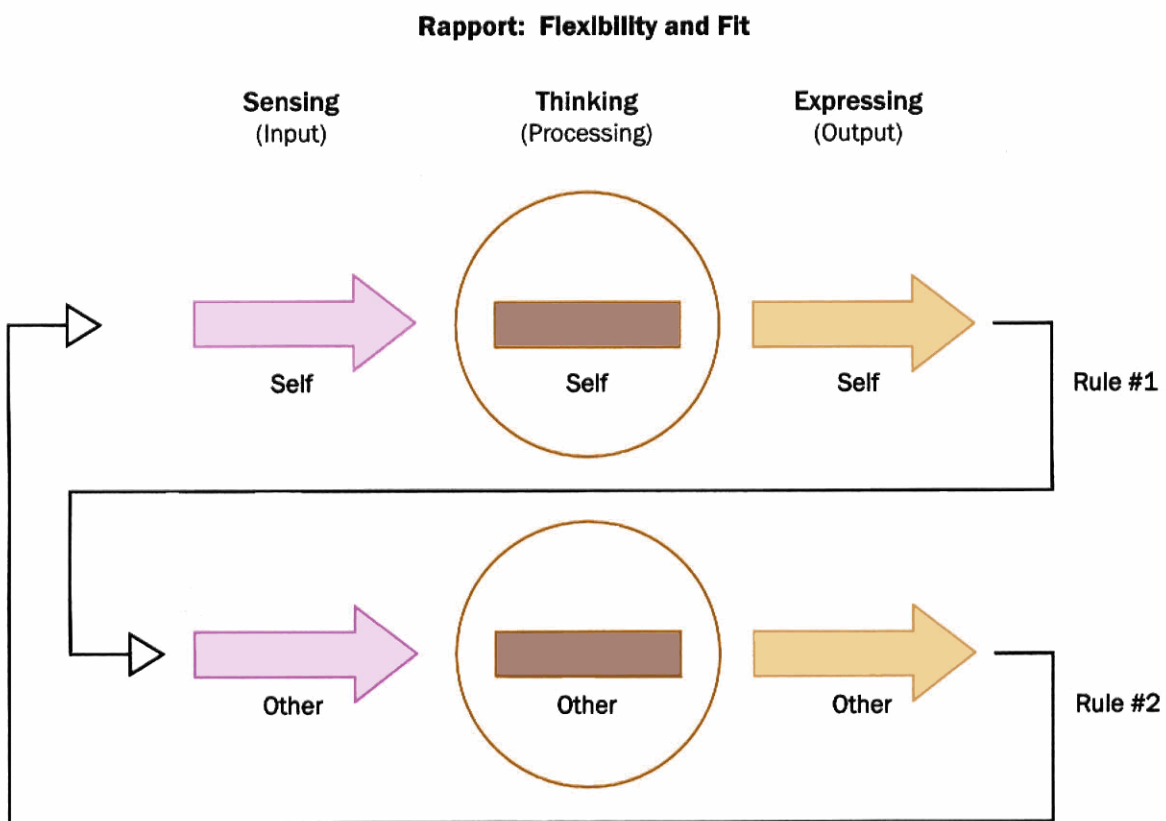 Rapport: Flexibility and Fit
Sensing
(Input)
Thinking
(Processing)
Expressing
(Output)
Self
Self
Self
Rule #1
Other
Other
Other
Rule #2